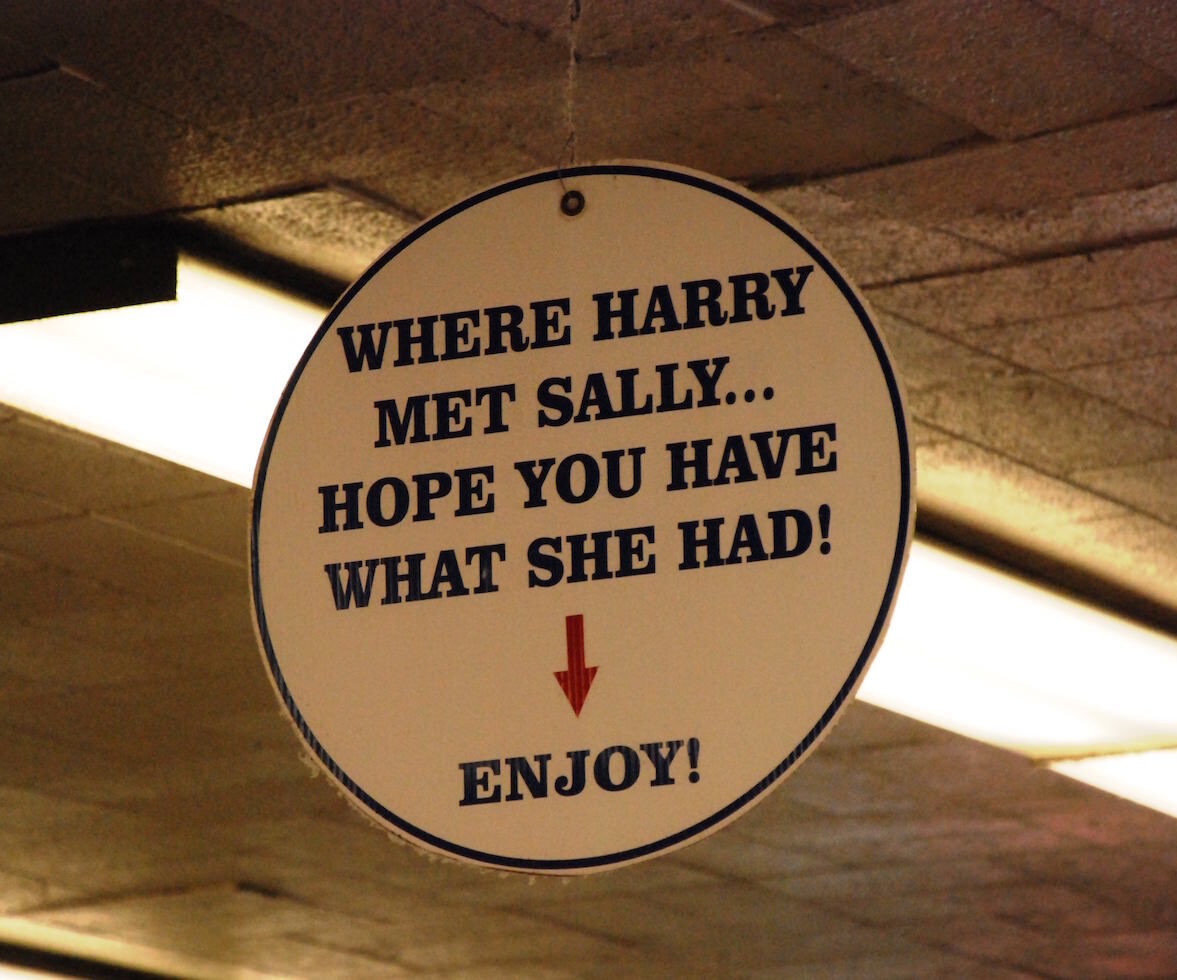 WHERE HARRY
MET SALLY...
HOPE YOU HAVE
WHAT SHE HAD!
ENJOY!